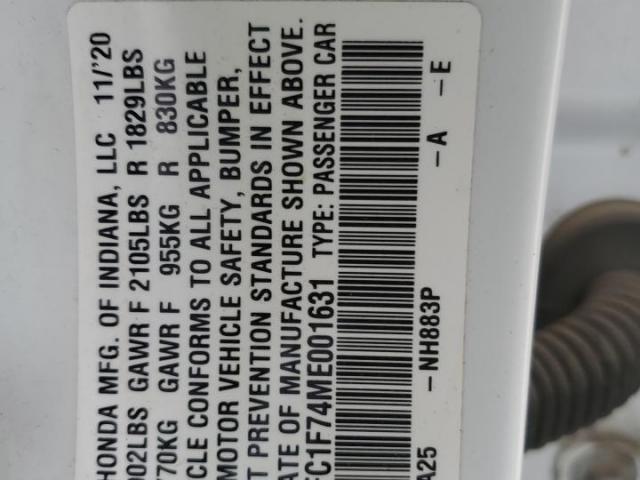 HONDA MFG. OF INDIANA, LLC 11/'20
002LBS GAWR F 2105LBS R 1829LBS
770KG GAWR F 955KG R 830KG
CLE CONFORMS TO ALL APPLICABLE
MOTOR VEHICLE SAFETY, BUMPER,
T PREVENTION STANDARDS IN EFFECT
ATE OF MANUFACTURE SHOWN ABOVE.
FC1F74ME001631 TYPE: PASSENGER CAR
A25 -NH883P -A -E